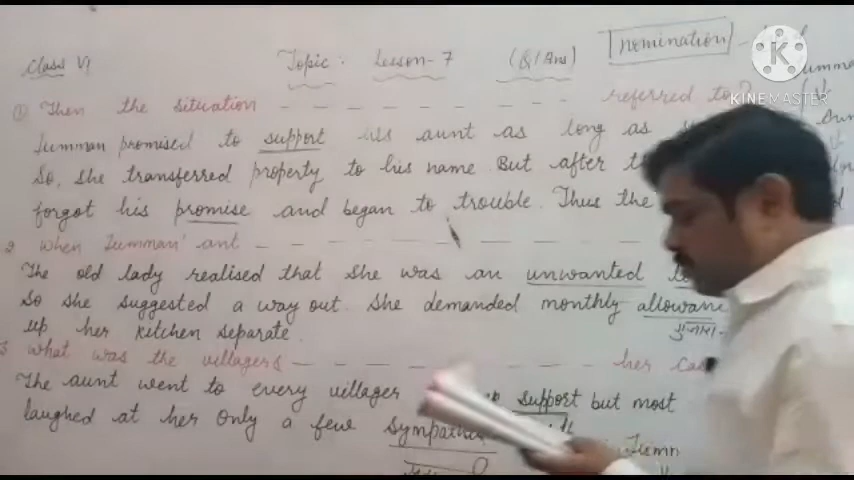 Class VI Topic: Lesson-7 (Q/Ans) nomination
KINEMASTER
① Then the situation - - - - - - - - - referred to?
Jumman promised to support his aunt as long as
So, she transferred property to his name. But after
forgot his promise and began to trouble. Thus the
2 When Jumman' ant - - - - - - - - -
The old lady realised that she was an unwanted
So she suggested a way out. She demanded monthly allowance
up her kitchen separate.
3 What was the villagers - - - - - - - - her
The aunt went to every villager support but most
laughed at her only a few
Jumm